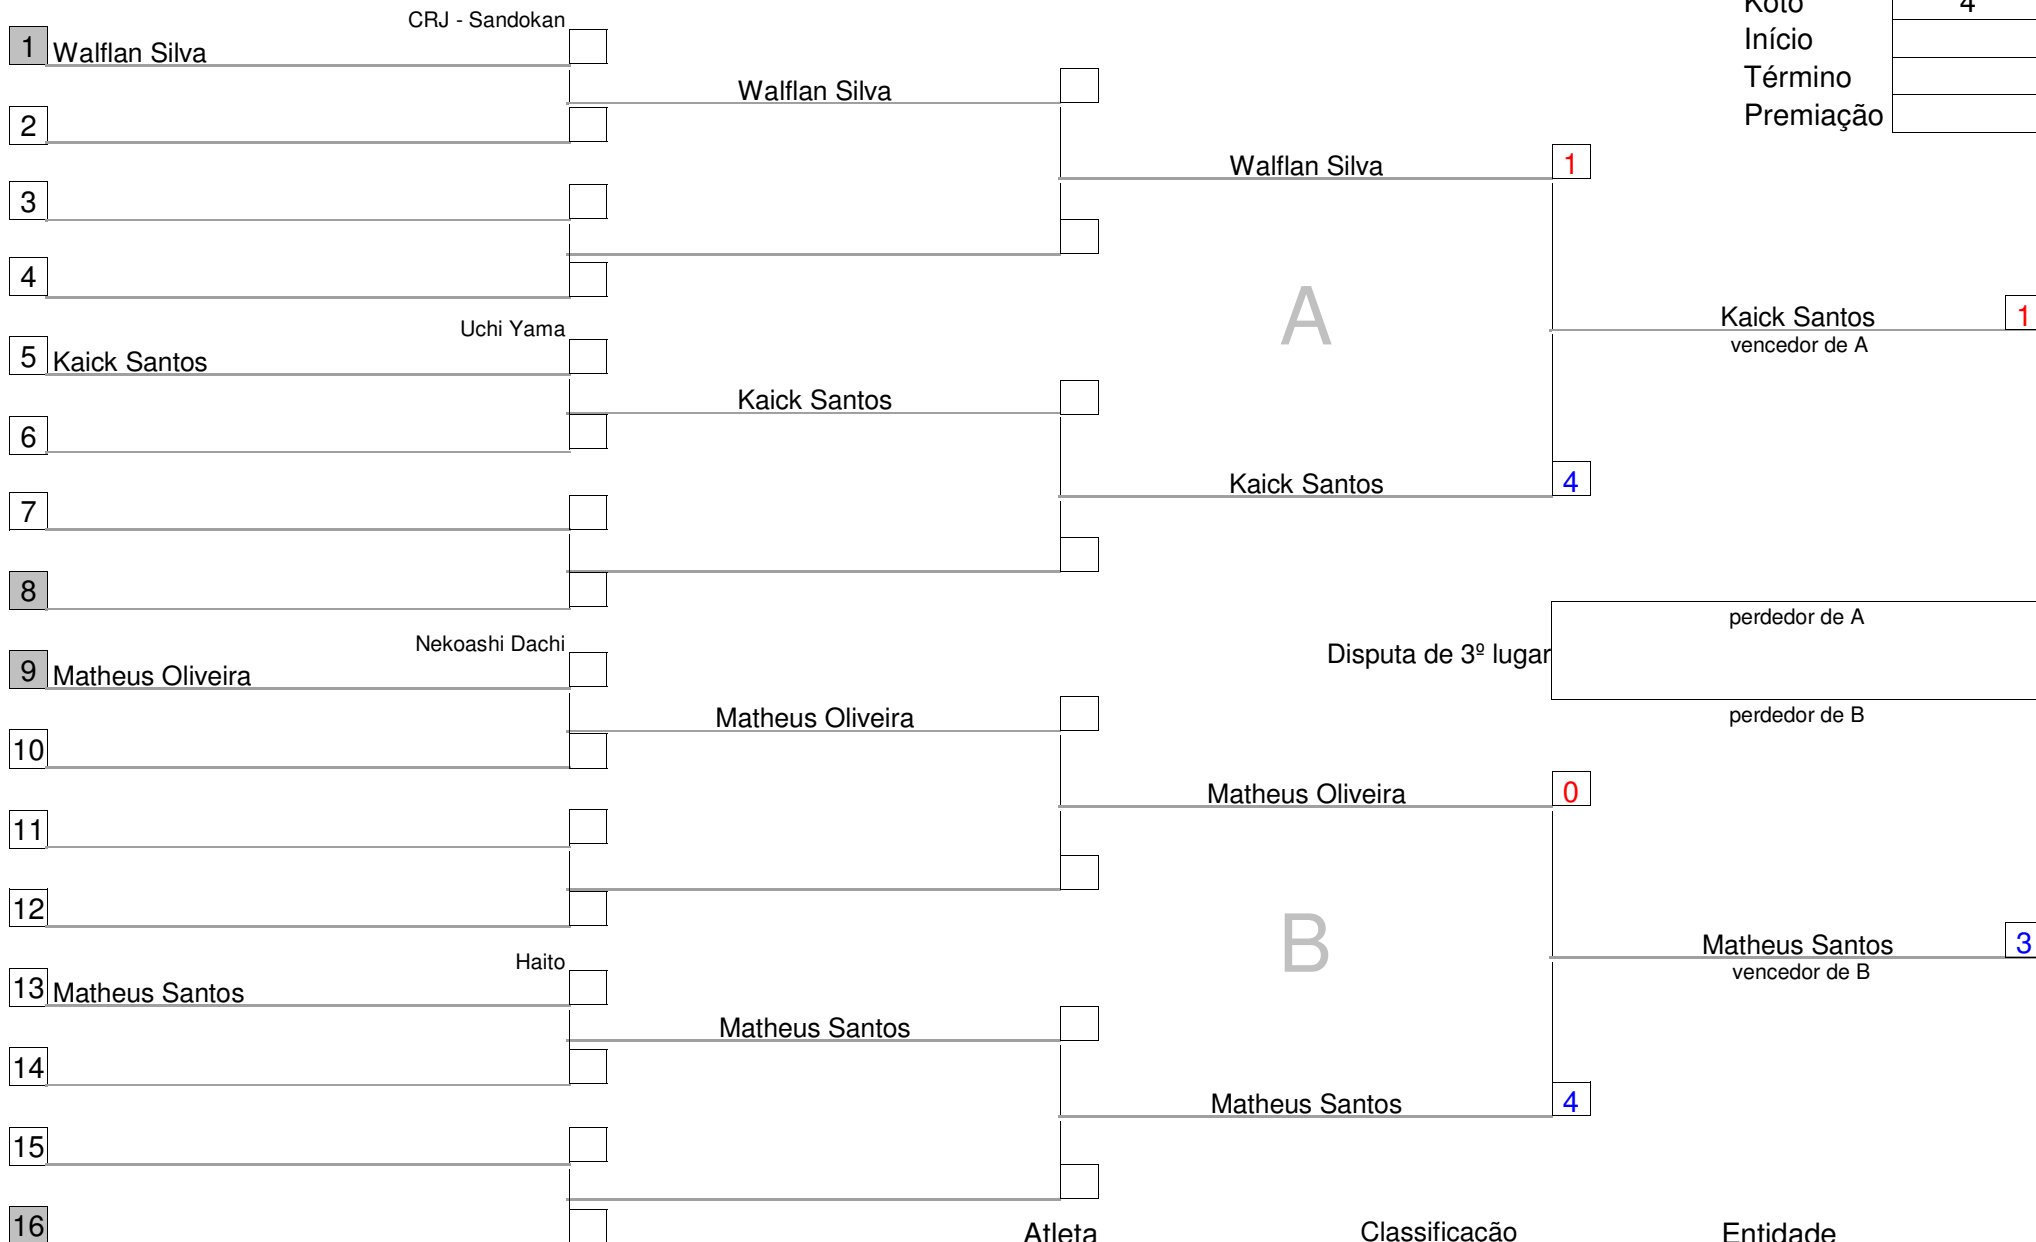 Koto 4
CRJ - Sandokan
1 Walflan Silva
Início
Walflan Silva
Término
2
Premiação
Walflan Silva 1
3
4
A
Uchi Yama
Kaick Santos 1
5 Kaick Santos
vencedor de A
Kaick Santos
6
Kaick Santos 4
7
8
perdedor de A
Nekoashi Dachi
Disputa de 3º lugar
9 Matheus Oliveira
Matheus Oliveira
perdedor de B
10
Matheus Oliveira 0
11
12
B
Matheus Santos 3
Haito
vencedor de B
13 Matheus Santos
Matheus Santos
14
Matheus Santos 4
15
16
Atleta Classificação Entidade